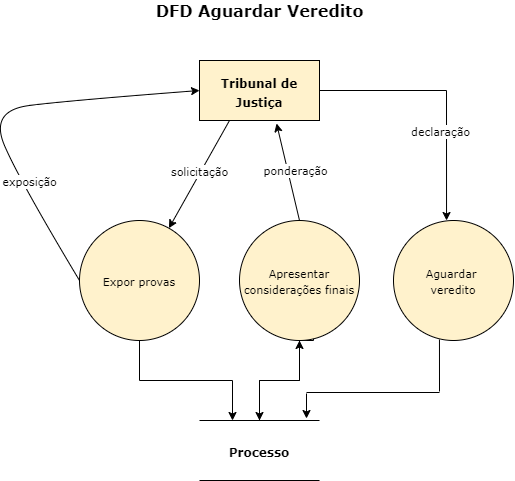 DFD Aguardar Veredito
Tribunal de
Justiça
declaração
exposição
solicitação
ponderação
Expor provas
Apresentar
considerações finais
Aguardar
veredito
Processo